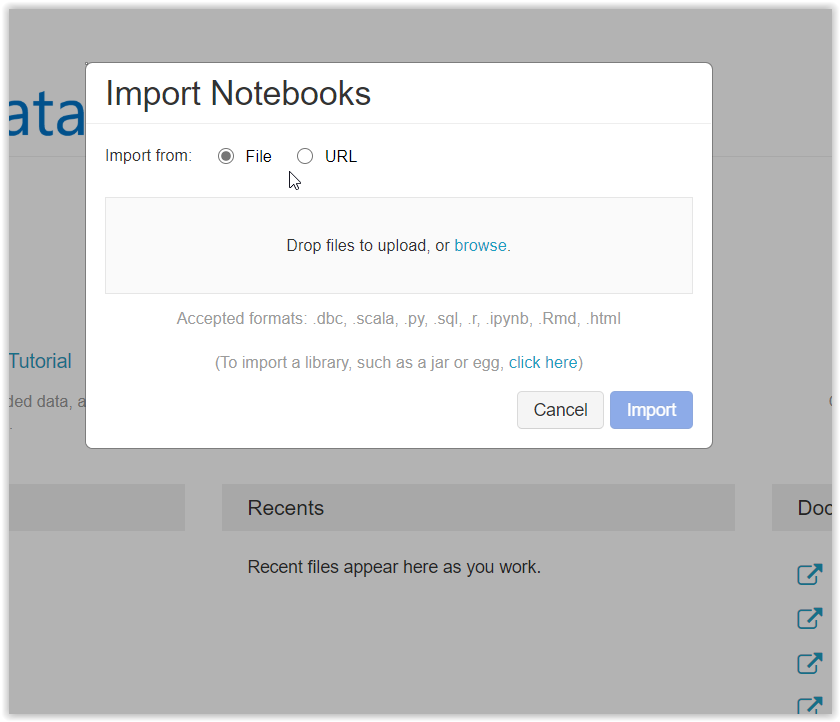 Import Notebooks
ata
Import from: File URL
Drop files to upload, or browse.
Accepted formats: .dbc, .scala, .py, .sql, .r, .ipynb, .Rmd, .html
Tutorial
(To import a library, such as a jar or egg, click here)
ded data, a
Cancel Import
Recents
Doc
Recent files appear here as you work.